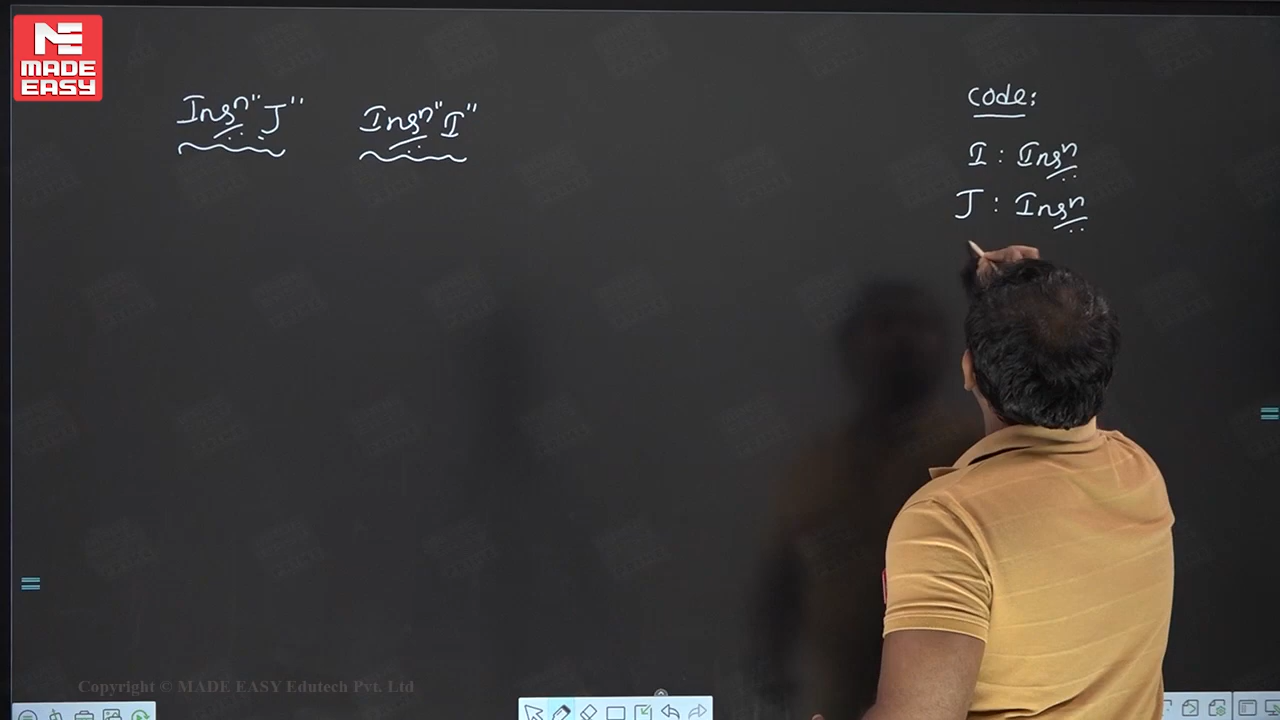 MADE
EASY
Insⁿ "J" Insⁿ "I"
code:
I : Insⁿ
J : Insⁿ
Copyright © MADE EASY Edutech Pvt. Ltd